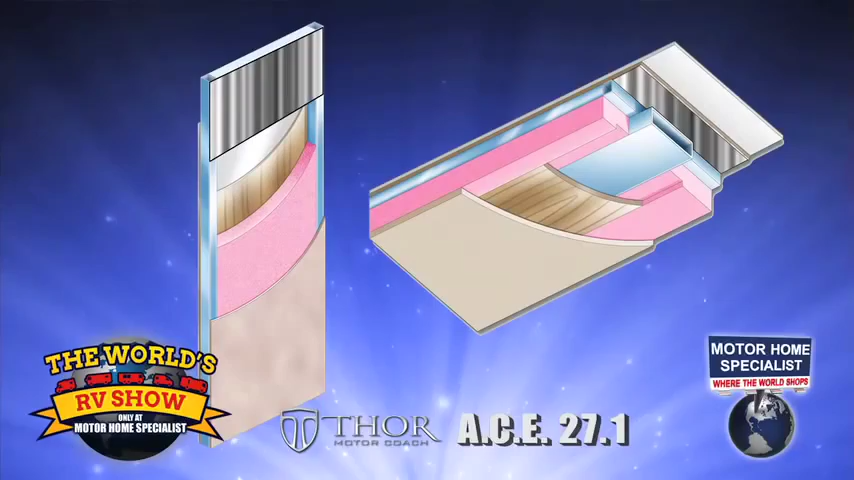 THE WORLD'S
RV SHOW
ONLY AT
MOTOR HOME SPECIALIST
THOR
MOTOR COACH
A.C.E. 27.1
MOTOR HOME
SPECIALIST
WHERE THE WORLD SHOPS